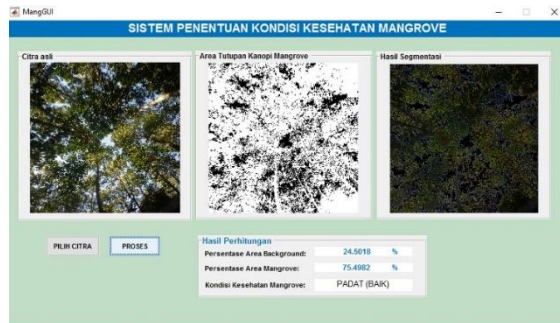 MangGUI
SISTEM PENENTUAN KONDISI KESEHATAN MANGROVE
Citra asli
Area Tutupan Kanopi Mangrove
Hasil Segmentasi
PILIH CITRA
PROSES
Hasil Perhitungan
Persentase Area Background: 24.5018 %
Persentase Area Mangrove: 75.4982 %
Kondisi Kesehatan Mangrove: PADAT (BAIK)